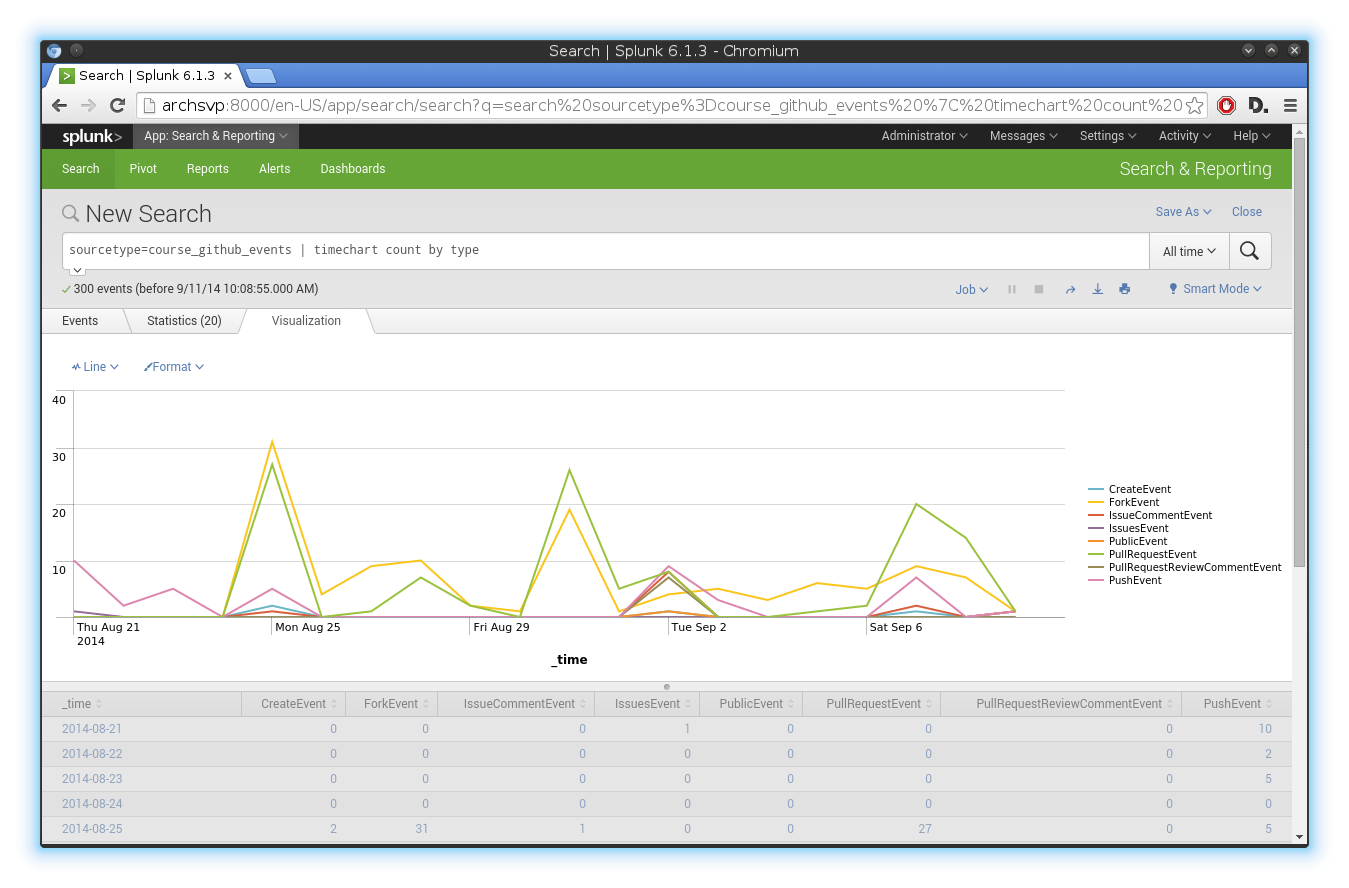 Search | Splunk 6.1.3 - Chromium
Search | Splunk 6.1.3 ×
archsvp:8000/en-US/app/search/search?q=search%20sourcetype%3Dcourse_github_events%20%7C%20timechart%20count%20 D.
splunk> App: Search & Reporting Administrator Messages Settings Activity Help
Search Pivot Reports Alerts Dashboards Search & Reporting
New Search Save As Close
sourcetype=course_github_events | timechart count by type All time
300 events (before 9/11/14 10:08:55.000 AM) Job Smart Mode
Events Statistics (20) Visualization
Line Format
40
30
20
10
CreateEvent
ForkEvent
IssueCommentEvent
IssuesEvent
PublicEvent
PullRequestEvent
PullRequestReviewCommentEvent
PushEvent
Thu Aug 21 Mon Aug 25 Fri Aug 29 Tue Sep 2 Sat Sep 6
2014
_time
_time CreateEvent ForkEvent IssueCommentEvent IssuesEvent PublicEvent PullRequestEvent PullRequestReviewCommentEvent PushEvent
2014-08-21 0 0 0 1 0 0 0 10
2014-08-22 0 0 0 0 0 0 0 2
2014-08-23 0 0 0 0 0 0 0 5
2014-08-24 0 0 0 0 0 0 0 0
2014-08-25 2 31 1 0 0 27 0 5